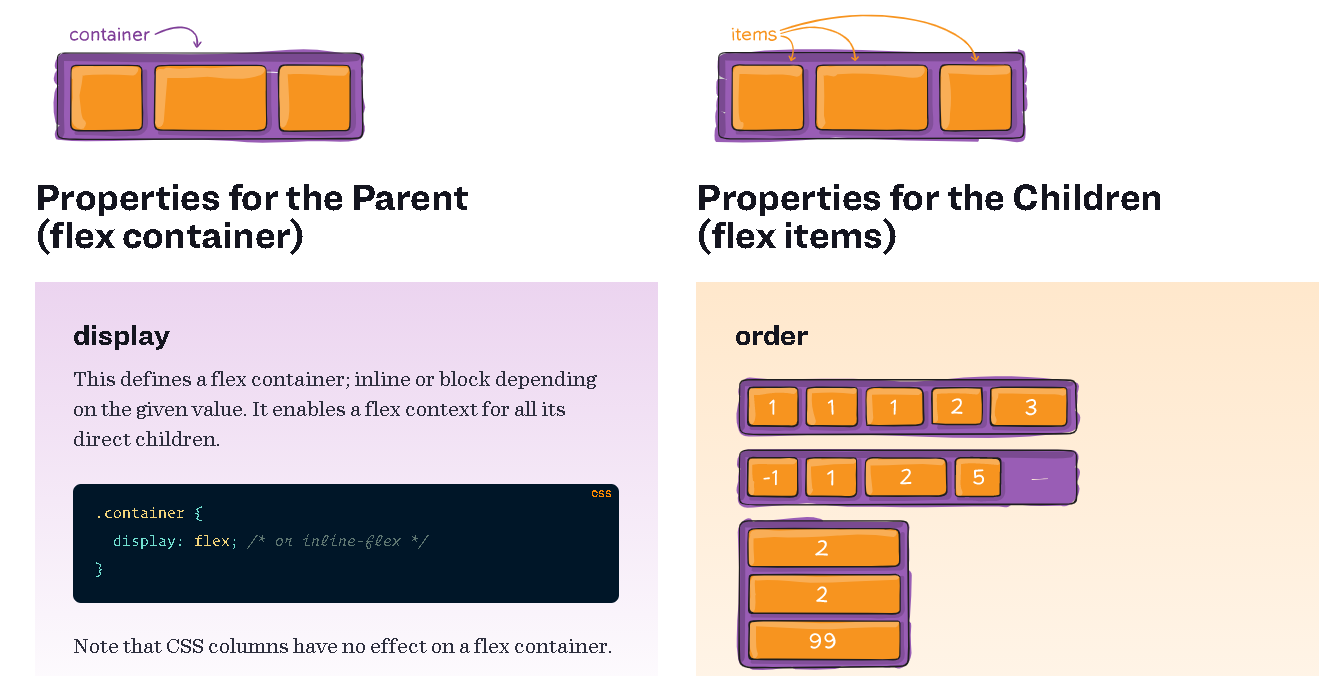 container
Properties for the Parent
(flex container)
display
This defines a flex container; inline or block depending
on the given value. It enables a flex context for all its
direct children.
css
.container {
  display: flex; /* or inline-flex */
}
Note that CSS columns have no effect on a flex container.
items
Properties for the Children
(flex items)
order
1 1 1 2 3
-1 1 2 5
2
2
99